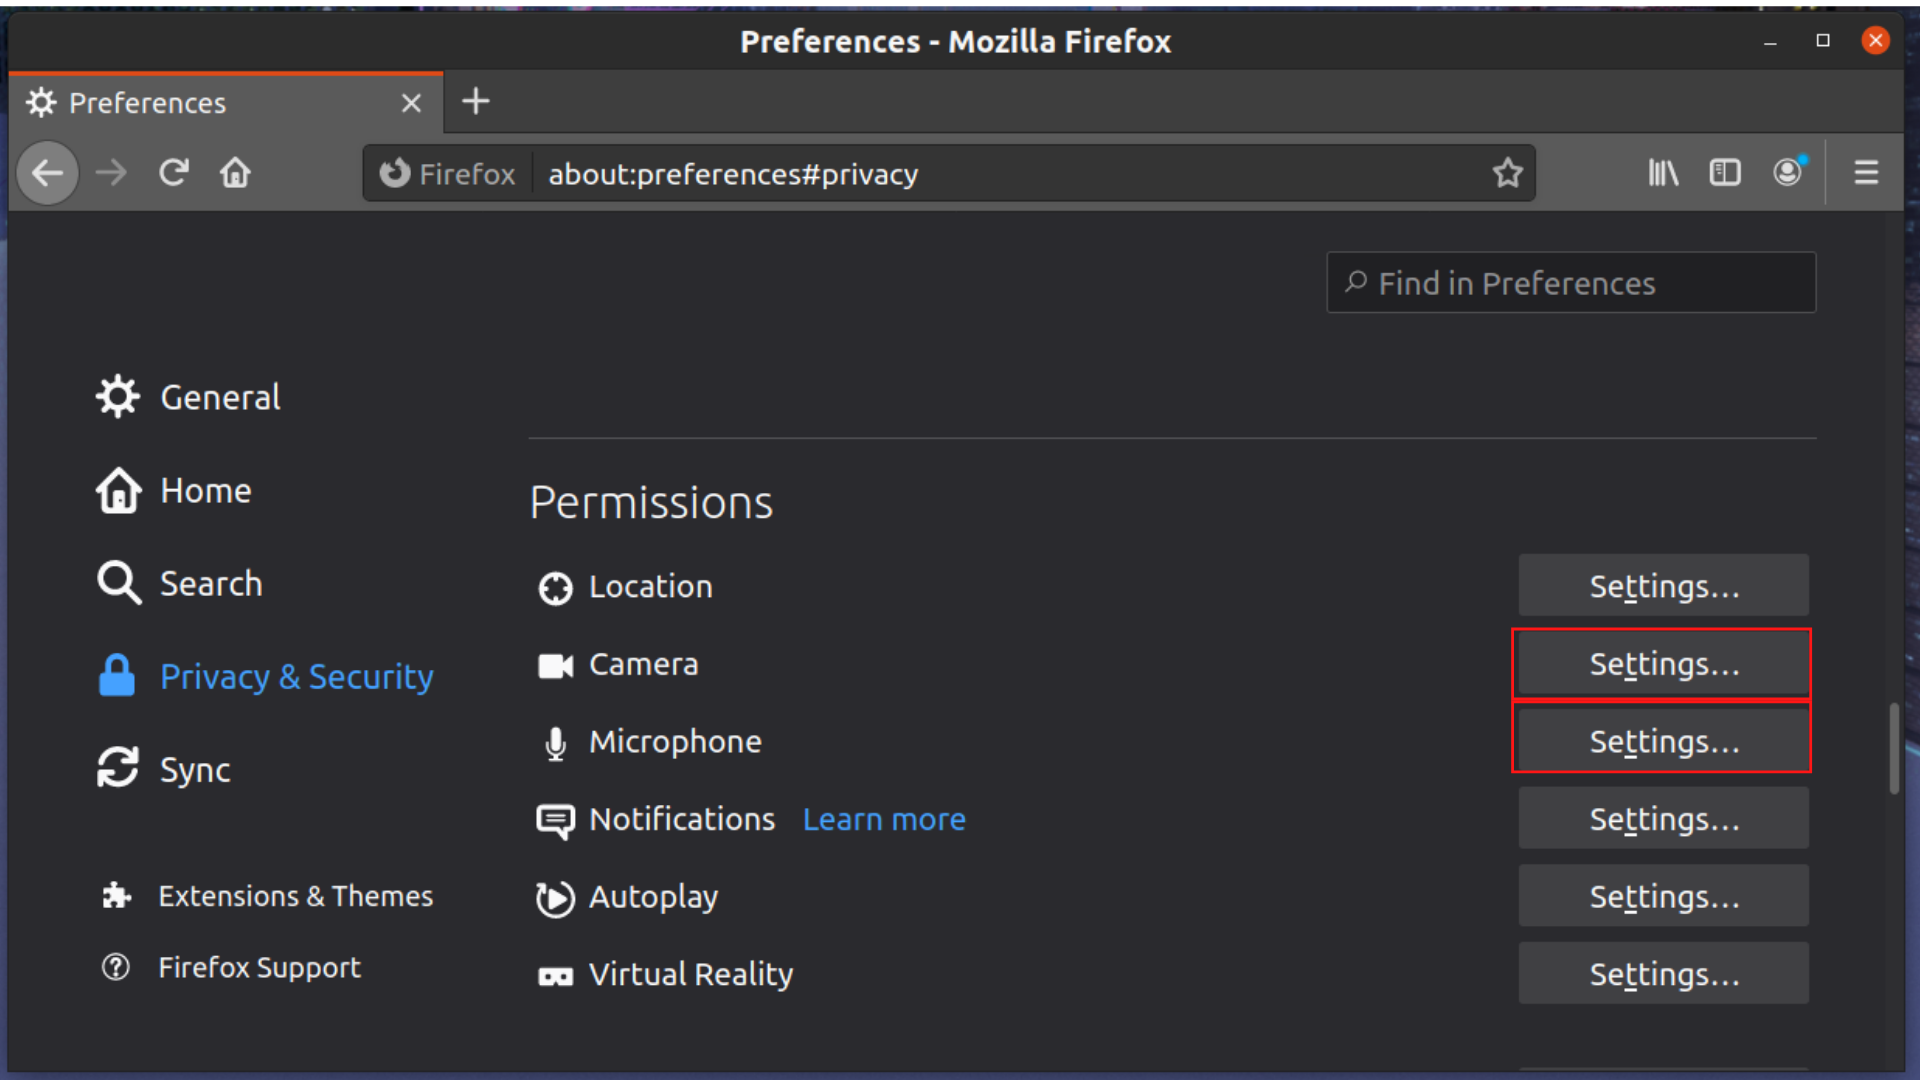 Preferences - Mozilla Firefox
Preferences
Firefox about:preferences#privacy
Find in Preferences
General
Home
Search
Privacy & Security
Sync
Extensions & Themes
Firefox Support
Permissions
Location Settings...
Camera Settings...
Microphone Settings...
Notifications Learn more Settings...
Autoplay Settings...
Virtual Reality Settings...